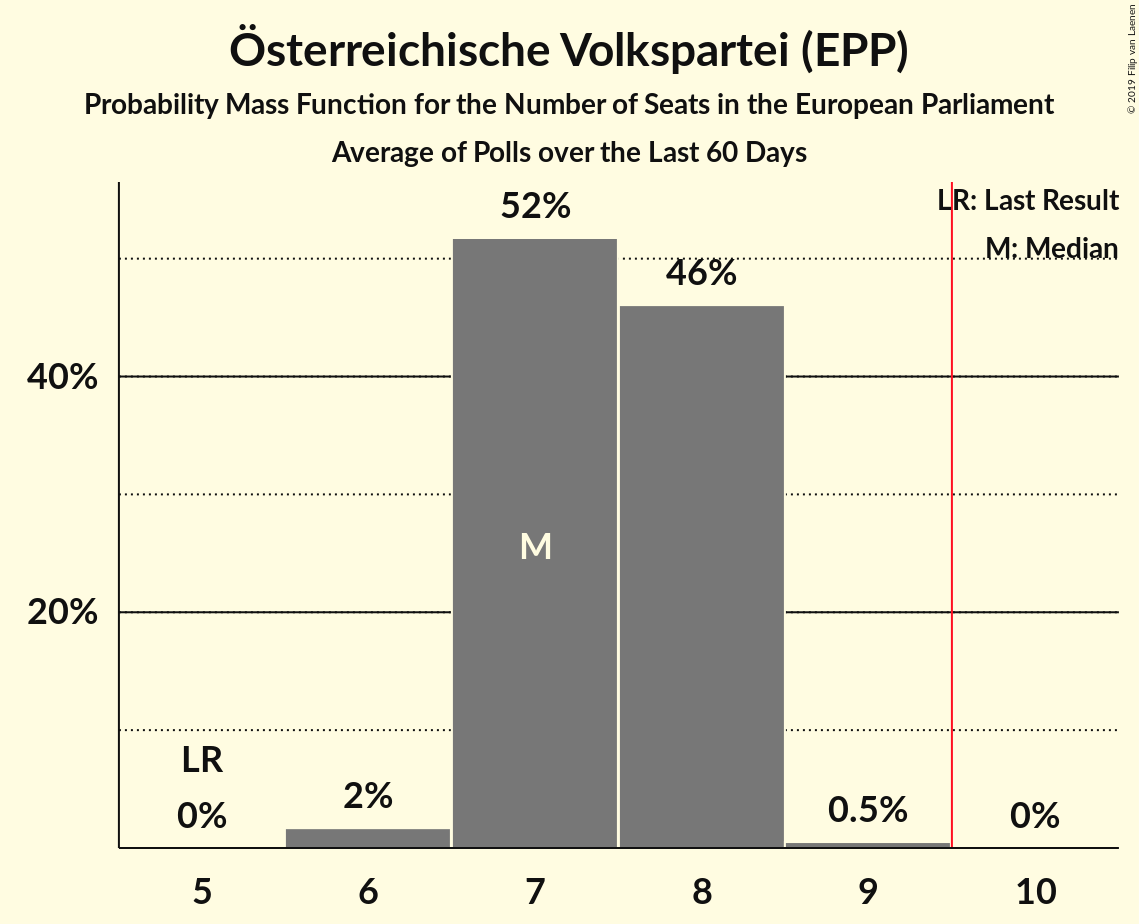 Österreichische Volkspartei (EPP)
Probability Mass Function for the Number of Seats in the European Parliament
Average of Polls over the Last 60 Days
© 2019 Filip van Laenen
LR: Last Result
M: Median
52%
46%
40%
M
20%
LR
0%
2%
0.5%
0%
5 6 7 8 9 10